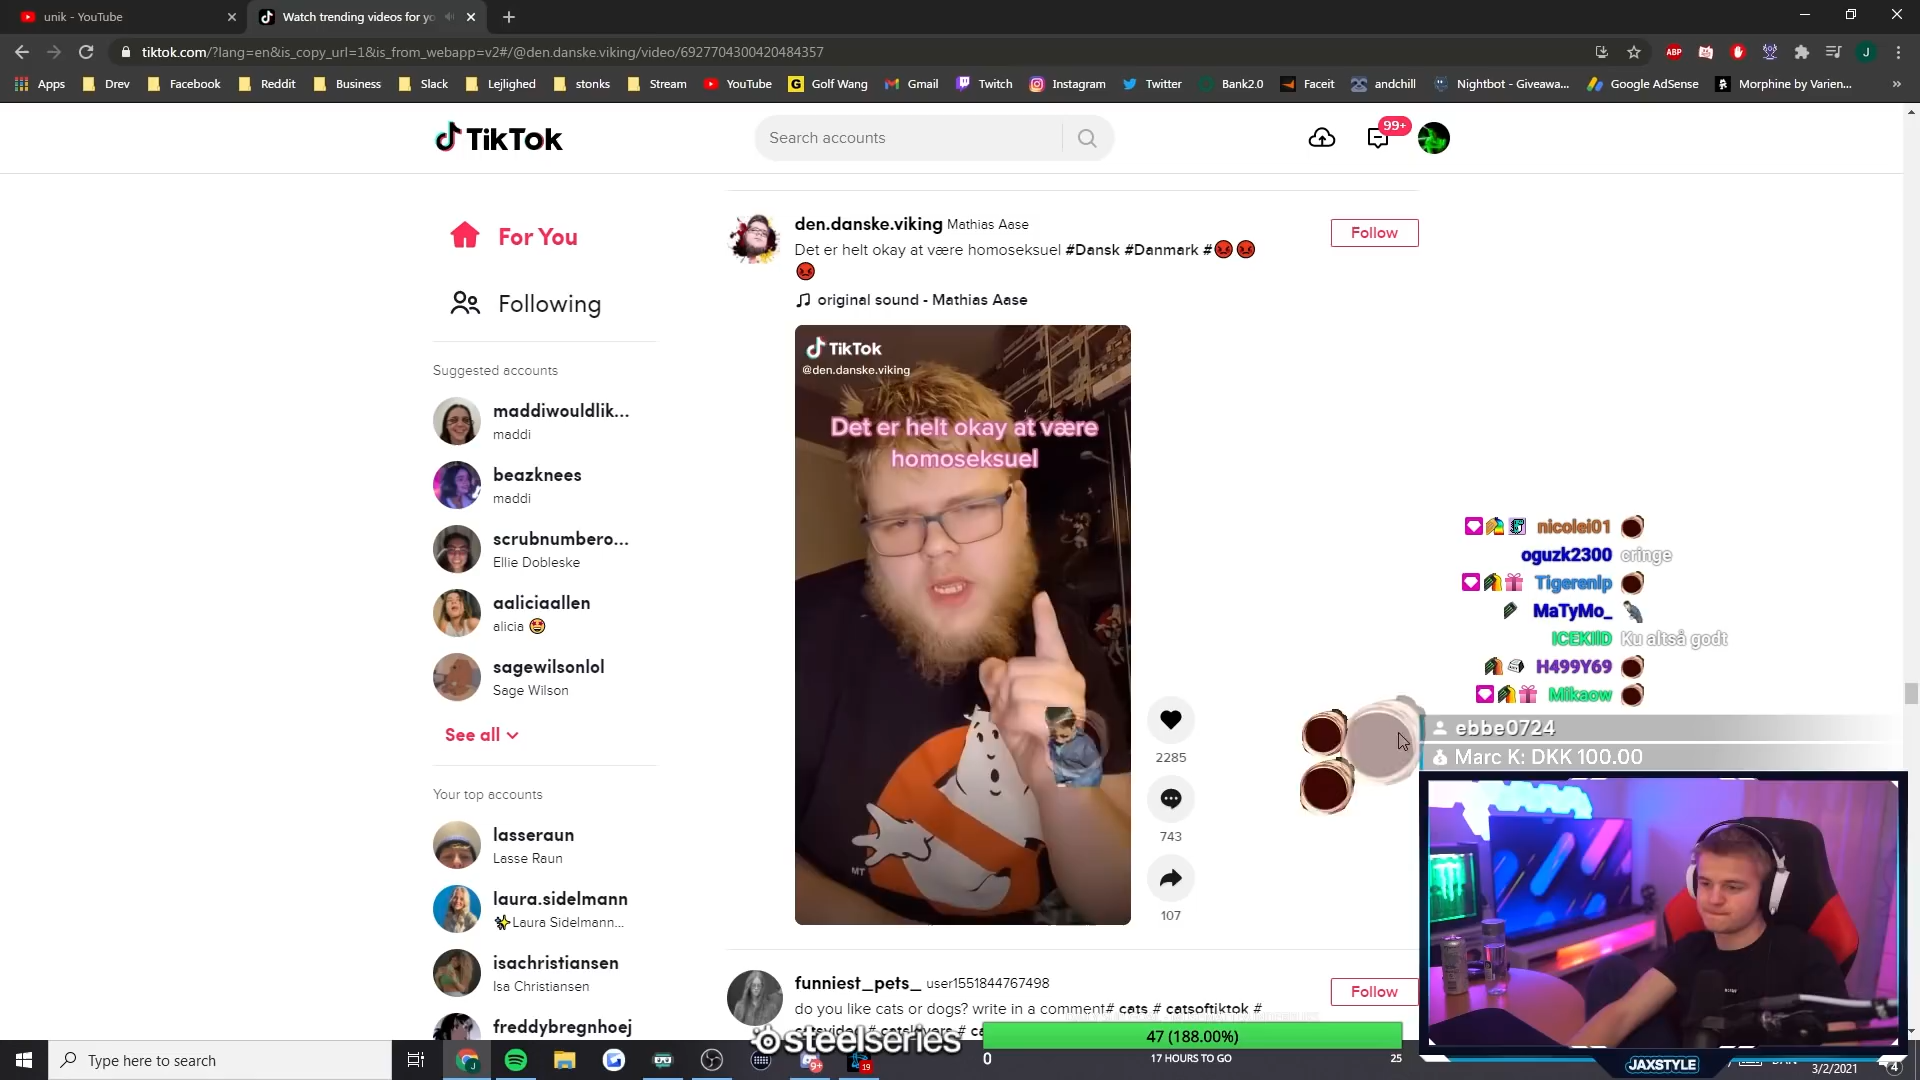 unik - YouTube
Watch trending videos for yo
tiktok.com/?lang=en&is_copy_url=1&is_from_webapp=v2#/@den.danske.viking/video/6927704300420484357
ABP
J
Apps
Drev
Facebook
Reddit
Business
Slack
Lejlighed
stonks
Stream
YouTube
Golf Wang
Gmail
Twitch
Instagram
Twitter
Bank2.0
Faceit
andchill
Nightbot - Giveawa...
Google AdSense
Morphine by Varien...
TikTok
Search accounts
99+
For You
Following
Suggested accounts
maddiwouldlik...
maddi
beazknees
maddi
scrubnumbero...
Ellie Dobleske
aaliciaallen
alicia 🤩
sagewilsonlol
Sage Wilson
See all
Your top accounts
lasseraun
Lasse Raun
laura.sidelmann
✨Laura Sidelmann...
isachristiansen
Isa Christiansen
freddybregnhoej
den.danske.viking Mathias Aase
Follow
Det er helt okay at være homoseksuel #Dansk #Danmark #😡😡
😡
original sound - Mathias Aase
TikTok
@den.danske.viking
Det er helt okay at være
homoseksuel
MT
2285
743
107
funniest_pets_ user1551844767498
Follow
do you like cats or dogs? write in a comment# cats # catsoftiktok #
nicolei01
oguzk2300 cringe
Tigerenlp
MaTyMo_
ICEKIID Ku altså godt
H499Y69
Mikaow
ebbe0724
Marc K: DKK 100.00
steelseries
47 (188.00%)
0
17 HOURS TO GO
25
JAXSTYLE
Type here to search
9+
19
3/2/2021
4